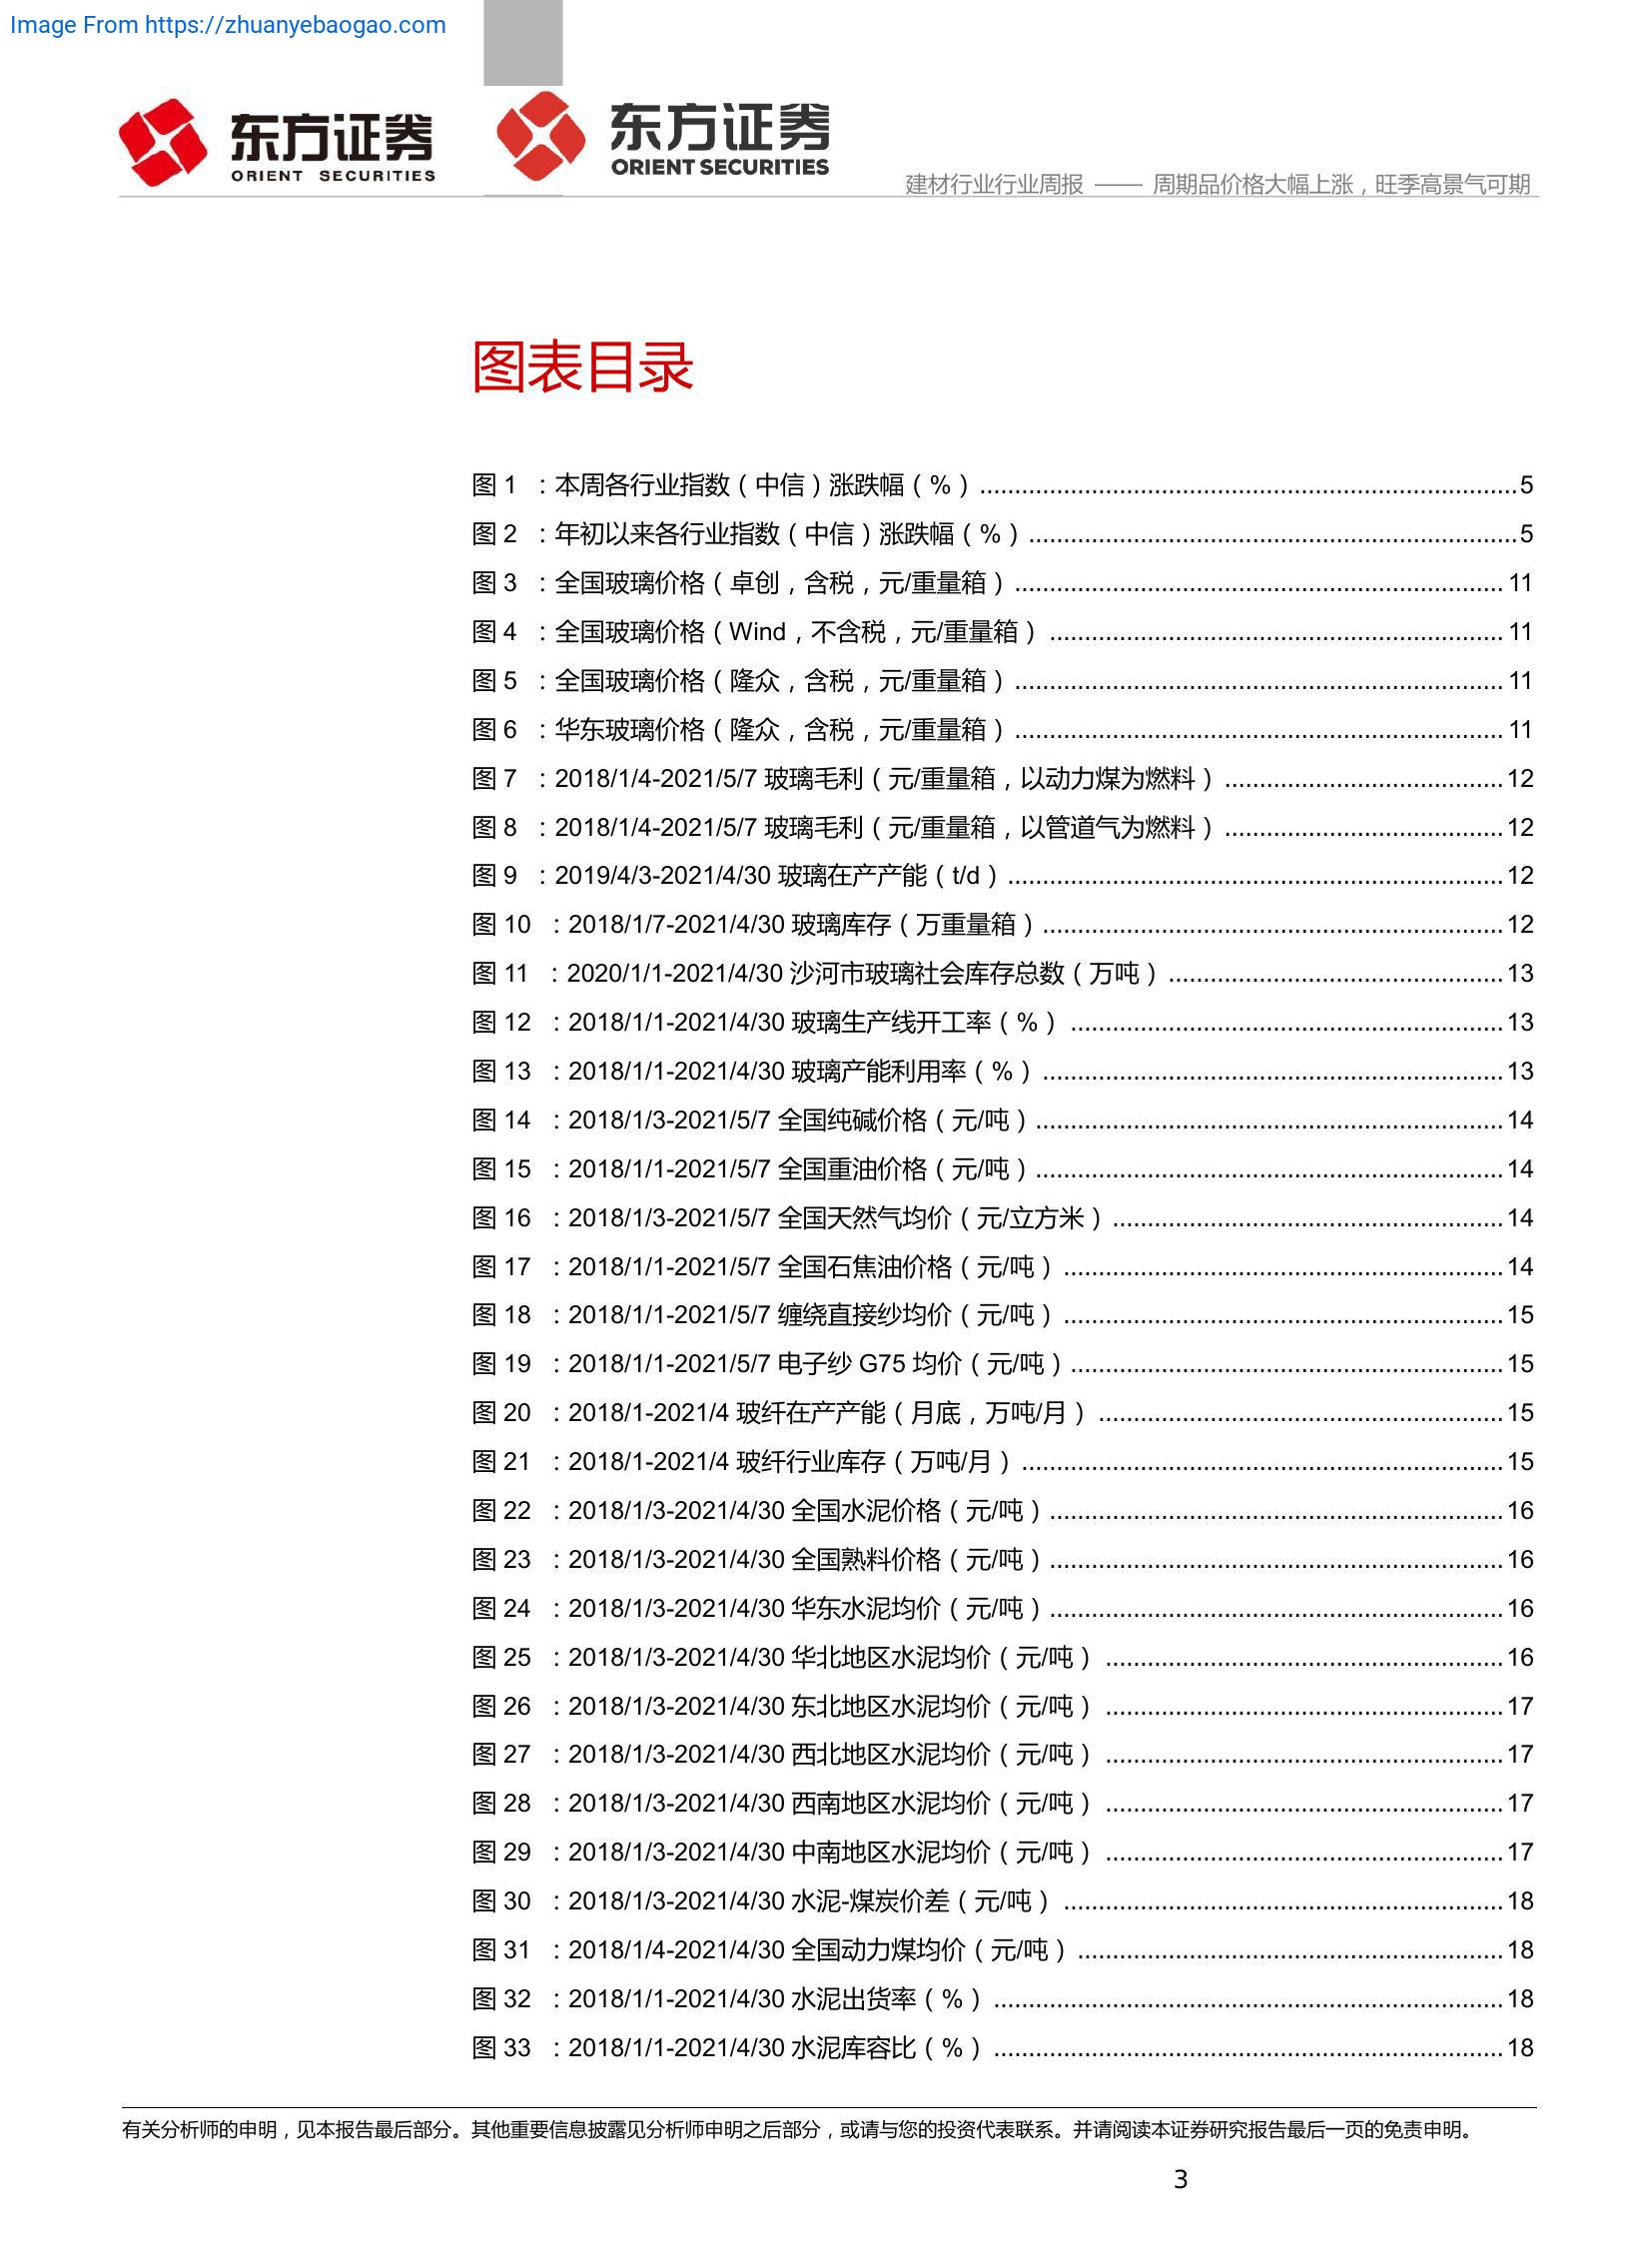 Image From https://zhuanyebaogao.com
东方证券
ORIENT SECURITIES
东方证券
ORIENT SECURITIES
建材行业行业周报 —— 周期品价格大幅上涨，旺季高景气可期
图表目录
图 1 ：本周各行业指数（中信）涨跌幅（%）........................................5
图 2 ：年初以来各行业指数（中信）涨跌幅（%）........................................5
图 3 ：全国玻璃价格（卓创，含税，元/重量箱）........................................11
图 4 ：全国玻璃价格（Wind，不含税，元/重量箱）........................................11
图 5 ：全国玻璃价格（隆众，含税，元/重量箱）........................................11
图 6 ：华东玻璃价格（隆众，含税，元/重量箱）........................................11
图 7 ：2018/1/4-2021/5/7 玻璃毛利（元/重量箱，以动力煤为燃料）........................................12
图 8 ：2018/1/4-2021/5/7 玻璃毛利（元/重量箱，以管道气为燃料）........................................12
图 9 ：2019/4/3-2021/4/30 玻璃在产产能（t/d）........................................12
图 10 ：2018/1/7-2021/4/30 玻璃库存（万重量箱）........................................12
图 11 ：2020/1/1-2021/4/30 沙河市玻璃社会库存总数（万吨）........................................13
图 12 ：2018/1/1-2021/4/30 玻璃生产线开工率（%）........................................13
图 13 ：2018/1/1-2021/4/30 玻璃产能利用率（%）........................................13
图 14 ：2018/1/3-2021/5/7 全国纯碱价格（元/吨）........................................14
图 15 ：2018/1/1-2021/5/7 全国重油价格（元/吨）........................................14
图 16 ：2018/1/3-2021/5/7 全国天然气均价（元/立方米）........................................14
图 17 ：2018/1/1-2021/5/7 全国石焦油价格（元/吨）........................................14
图 18 ：2018/1/1-2021/5/7 缠绕直接纱均价（元/吨）........................................15
图 19 ：2018/1/1-2021/5/7 电子纱 G75 均价（元/吨）........................................15
图 20 ：2018/1-2021/4 玻纤在产产能（月底，万吨/月）........................................15
图 21 ：2018/1-2021/4 玻纤行业库存（万吨/月）........................................15
图 22 ：2018/1/3-2021/4/30 全国水泥价格（元/吨）........................................16
图 23 ：2018/1/3-2021/4/30 全国熟料价格（元/吨）........................................16
图 24 ：2018/1/3-2021/4/30 华东水泥均价（元/吨）........................................16
图 25 ：2018/1/3-2021/4/30 华北地区水泥均价（元/吨）........................................16
图 26 ：2018/1/3-2021/4/30 东北地区水泥均价（元/吨）........................................17
图 27 ：2018/1/3-2021/4/30 西北地区水泥均价（元/吨）........................................17
图 28 ：2018/1/3-2021/4/30 西南地区水泥均价（元/吨）........................................17
图 29 ：2018/1/3-2021/4/30 中南地区水泥均价（元/吨）........................................17
图 30 ：2018/1/3-2021/4/30 水泥-煤炭价差（元/吨）........................................18
图 31 ：2018/1/4-2021/4/30 全国动力煤均价（元/吨）........................................18
图 32 ：2018/1/1-2021/4/30 水泥出货率（%）........................................18
图 33 ：2018/1/1-2021/4/30 水泥库容比（%）........................................18
有关分析师的申明，见本报告最后部分。其他重要信息披露见分析师申明之后部分，或请与您的投资代表联系。并请阅读本证券研究报告最后一页的免责申明。
3